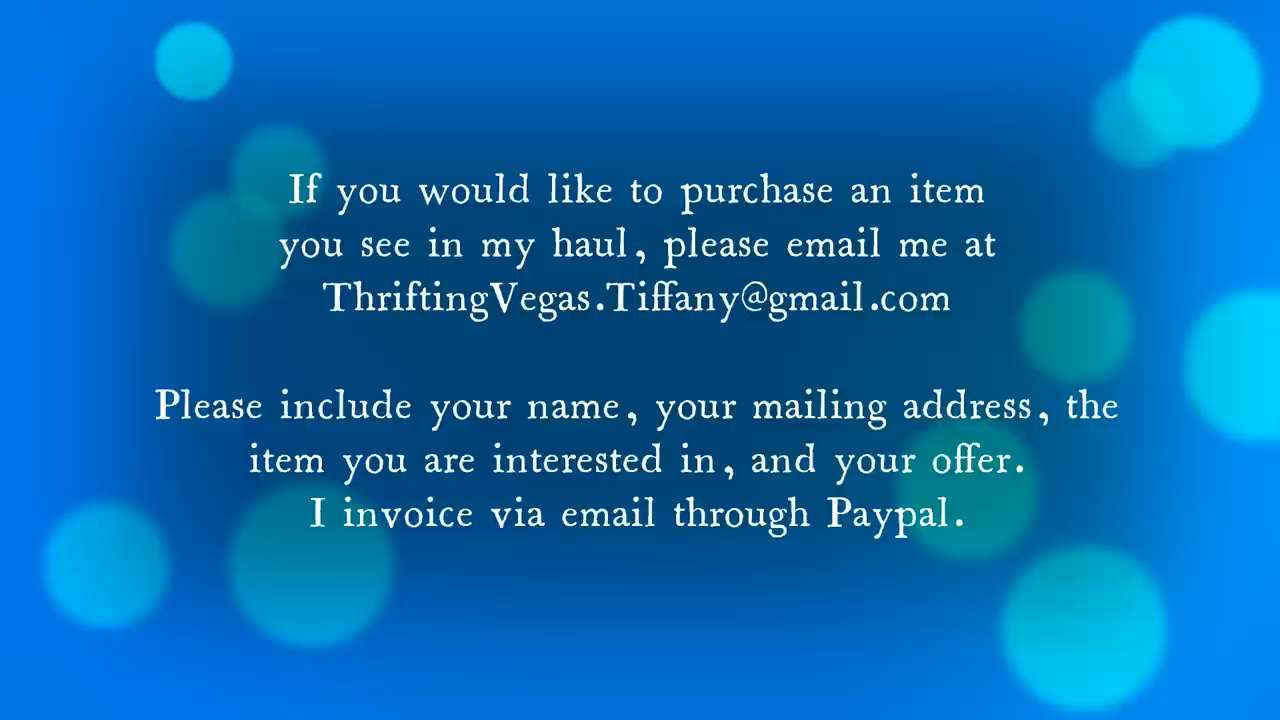 If you would like to purchase an item
you see in my haul, please email me at
ThriftingVegas.Tiffany@gmail.com
Please include your name, your mailing address, the
item you are interested in, and your offer.
I invoice via email through Paypal.